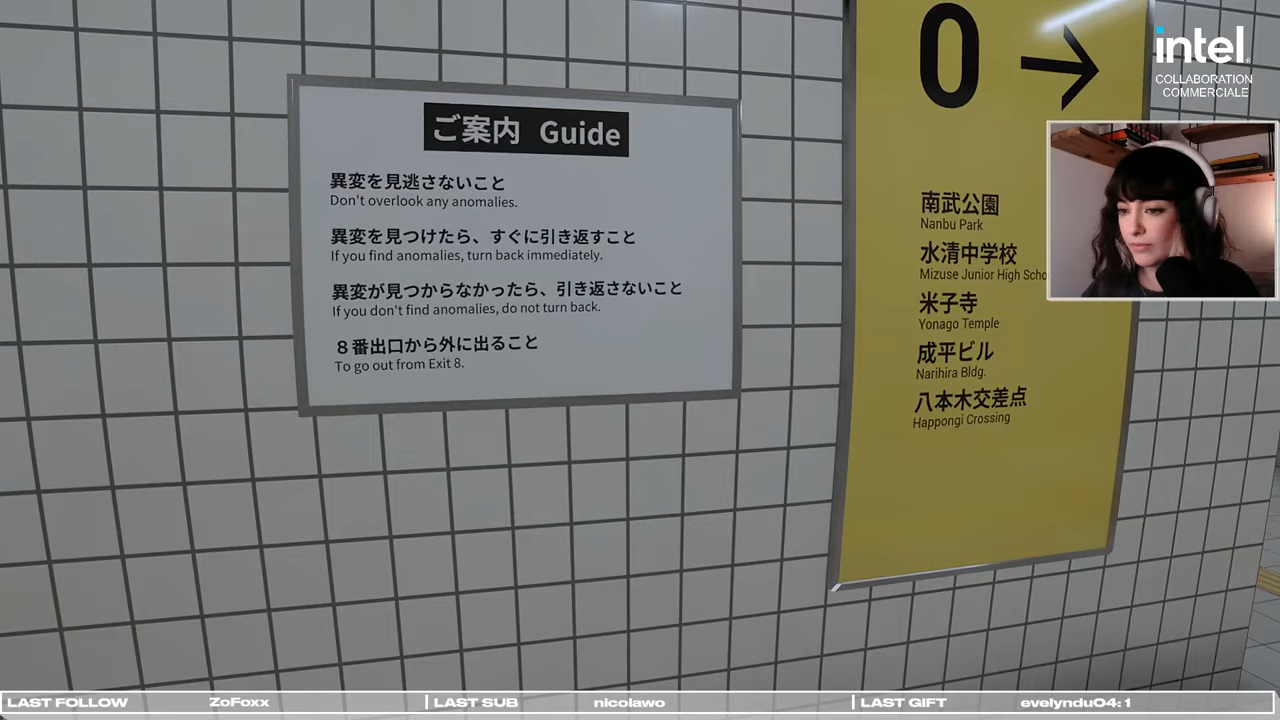 ご案内 Guide
異変を見逃さないこと
Don't overlook any anomalies.
異変を見つけたら、すぐに引き返すこと
If you find anomalies, turn back immediately.
異変が見つからなかったら、引き返さないこと
If you don't find anomalies, do not turn back.
8番出口から外に出ること
To go out from Exit 8.
0 →
南武公園
Nanbu Park
水清中学校
Mizuse Junior High
米子寺
Yonago Temple
成平ビル
Narihira Bldg.
八本木交差点
Happongi Crossing
intel
COLLABORATION
COMMERCIALE
LAST FOLLOW ZoFoxx | LAST SUB nicolawo | LAST GIFT evelyndu04: 1